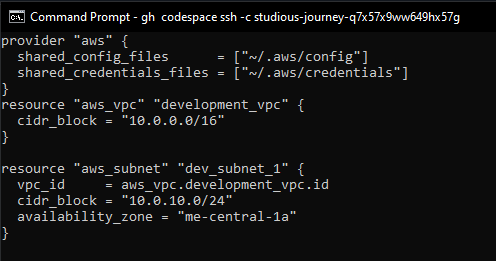 Command Prompt - gh  codespace ssh -c studious-journey-q7x57x9ww649hx57g
provider "aws" {
  shared_config_files      = ["~/.aws/config"]
  shared_credentials_files = ["~/.aws/credentials"]
}
resource "aws_vpc" "development_vpc" {
  cidr_block = "10.0.0.0/16"
}
resource "aws_subnet" "dev_subnet_1" {
  vpc_id     = aws_vpc.development_vpc.id
  cidr_block = "10.0.10.0/24"
  availability_zone = "me-central-1a"
}